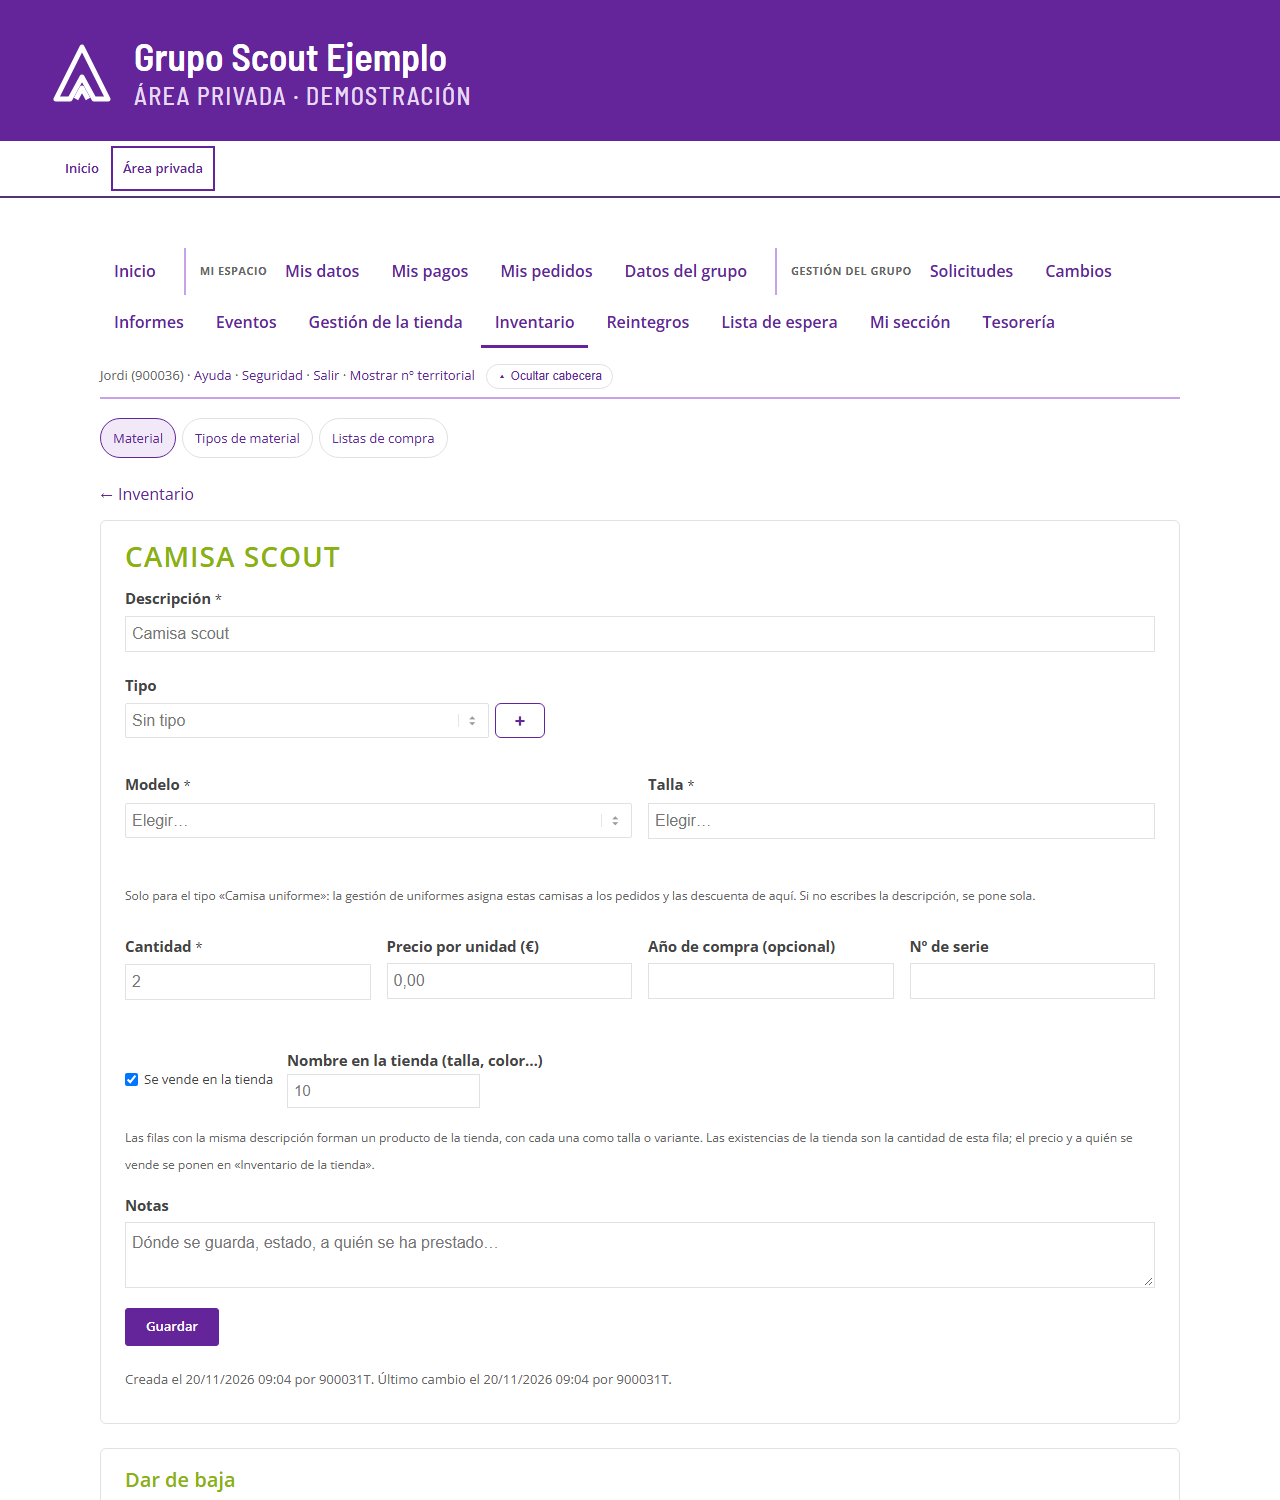 Grupo Scout Ejemplo
ÁREA PRIVADA · DEMOSTRACIÓN
Inicio Área privada
Inicio MI ESPACIO Mis datos Mis pagos Mis pedidos Datos del grupo GESTIÓN DEL GRUPO Solicitudes Cambios
Informes Eventos Gestión de la tienda Inventario Reintegros Lista de espera Mi sección Tesorería
Jordi (900036) · Ayuda · Seguridad · Salir · Mostrar nº territorial ▲ Ocultar cabecera
Material Tipos de material Listas de compra
← Inventario
CAMISA SCOUT
Descripción *
Camisa scout
Tipo
Sin tipo +
Modelo * Talla *
Elegir… Elegir…
Solo para el tipo «Camisa uniforme»: la gestión de uniformes asigna estas camisas a los pedidos y las descuenta de aquí. Si no escribes la descripción, se pone sola.
Cantidad * Precio por unidad (€) Año de compra (opcional) Nº de serie
2 0,00
Nombre en la tienda (talla, color…)
Se vende en la tienda 10
Las filas con la misma descripción forman un producto de la tienda, con cada una como talla o variante. Las existencias de la tienda son la cantidad de esta fila; el precio y a quién se
vende se ponen en «Inventario de la tienda».
Notas
Dónde se guarda, estado, a quién se ha prestado…
Guardar
Creada el 20/11/2026 09:04 por 900031T. Último cambio el 20/11/2026 09:04 por 900031T.
Dar de baja